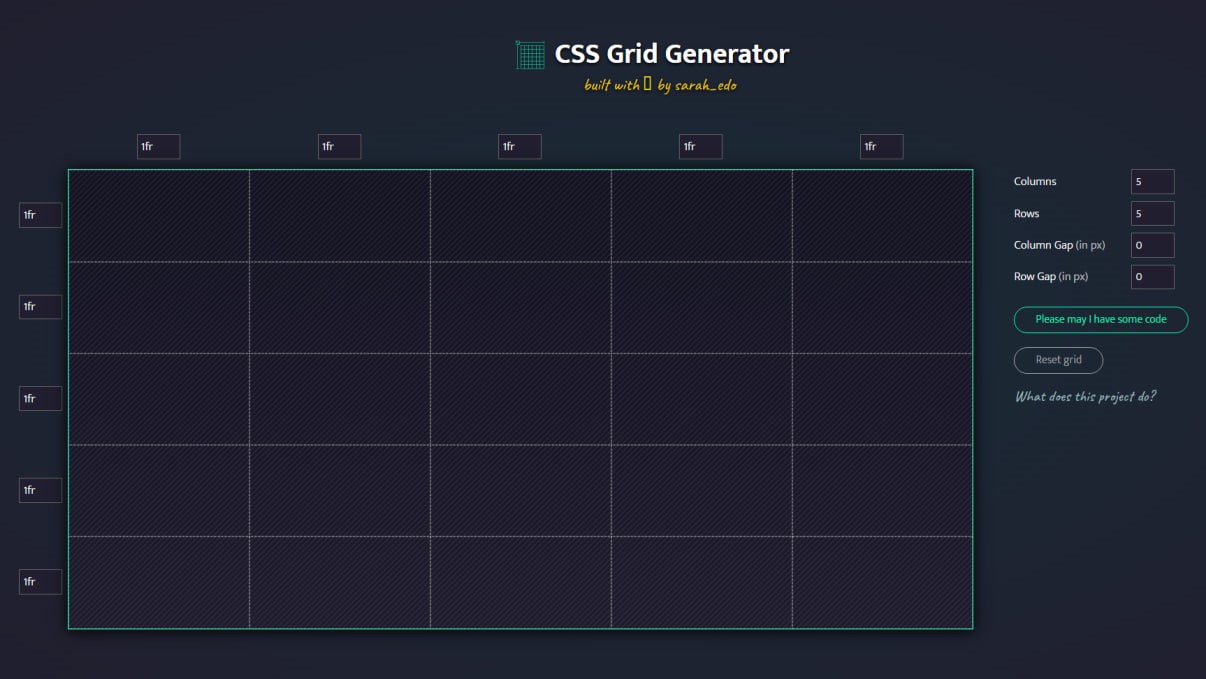 CSS Grid Generator
built with by sarah_edo
1fr 1fr 1fr 1fr 1fr
1fr
1fr
1fr
1fr
1fr
Columns 5
Rows 5
Column Gap (in px) 0
Row Gap (in px) 0
Please may I have some code
Reset grid
What does this project do?